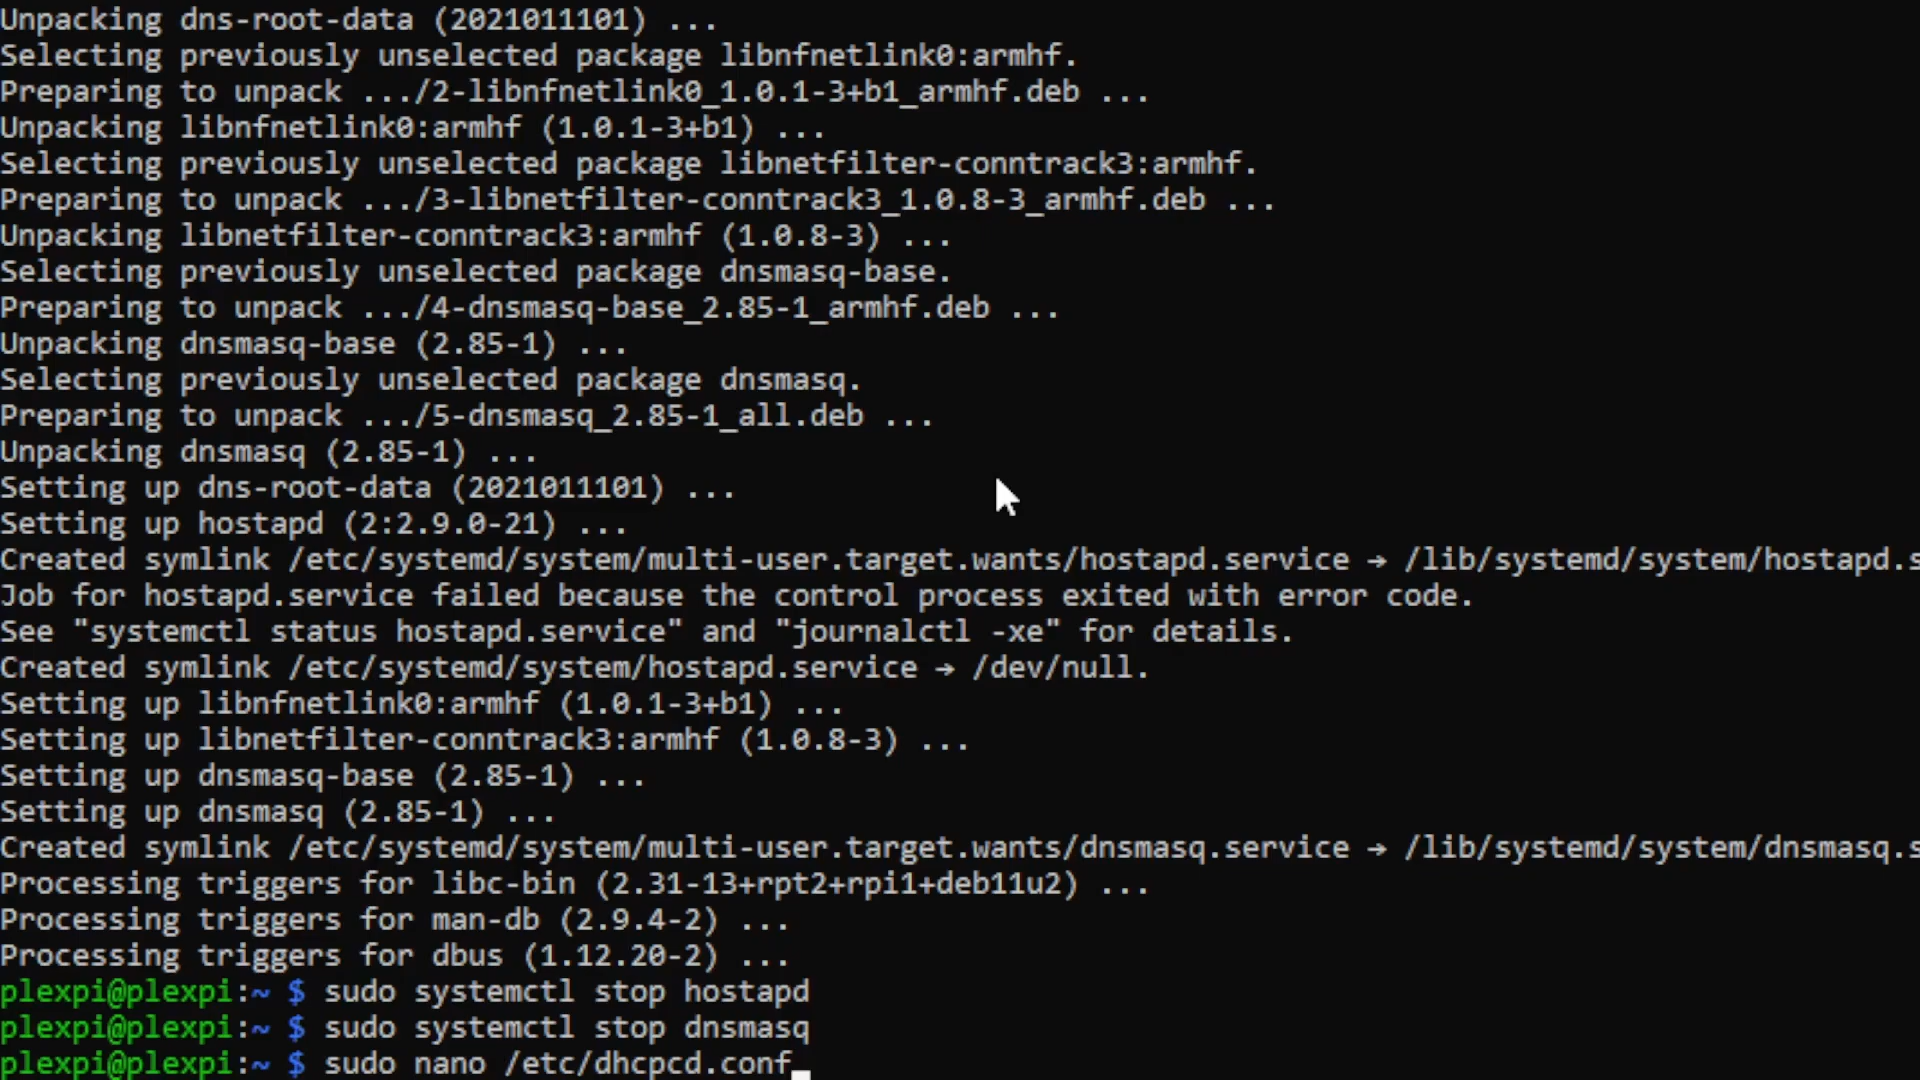 Unpacking dns-root-data (2021011101) ...
Selecting previously unselected package libnfnetlink0:armhf.
Preparing to unpack .../2-libnfnetlink0_1.0.1-3+b1_armhf.deb ...
Unpacking libnfnetlink0:armhf (1.0.1-3+b1) ...
Selecting previously unselected package libnetfilter-conntrack3:armhf.
Preparing to unpack .../3-libnetfilter-conntrack3_1.0.8-3_armhf.deb ...
Unpacking libnetfilter-conntrack3:armhf (1.0.8-3) ...
Selecting previously unselected package dnsmasq-base.
Preparing to unpack .../4-dnsmasq-base_2.85-1_armhf.deb ...
Unpacking dnsmasq-base (2.85-1) ...
Selecting previously unselected package dnsmasq.
Preparing to unpack .../5-dnsmasq_2.85-1_all.deb ...
Unpacking dnsmasq (2.85-1) ...
Setting up dns-root-data (2021011101) ...
Setting up hostapd (2:2.9.0-21) ...
Created symlink /etc/systemd/system/multi-user.target.wants/hostapd.service → /lib/systemd/system/hostapd.s
Job for hostapd.service failed because the control process exited with error code.
See "systemctl status hostapd.service" and "journalctl -xe" for details.
Created symlink /etc/systemd/system/hostapd.service → /dev/null.
Setting up libnfnetlink0:armhf (1.0.1-3+b1) ...
Setting up libnetfilter-conntrack3:armhf (1.0.8-3) ...
Setting up dnsmasq-base (2.85-1) ...
Setting up dnsmasq (2.85-1) ...
Created symlink /etc/systemd/system/multi-user.target.wants/dnsmasq.service → /lib/systemd/system/dnsmasq.s
Processing triggers for libc-bin (2.31-13+rpt2+rpi1+deb11u2) ...
Processing triggers for man-db (2.9.4-2) ...
Processing triggers for dbus (1.12.20-2) ...
plexpi@plexpi:~ $ sudo systemctl stop hostapd
plexpi@plexpi:~ $ sudo systemctl stop dnsmasq
plexpi@plexpi:~ $ sudo nano /etc/dhcpcd.conf